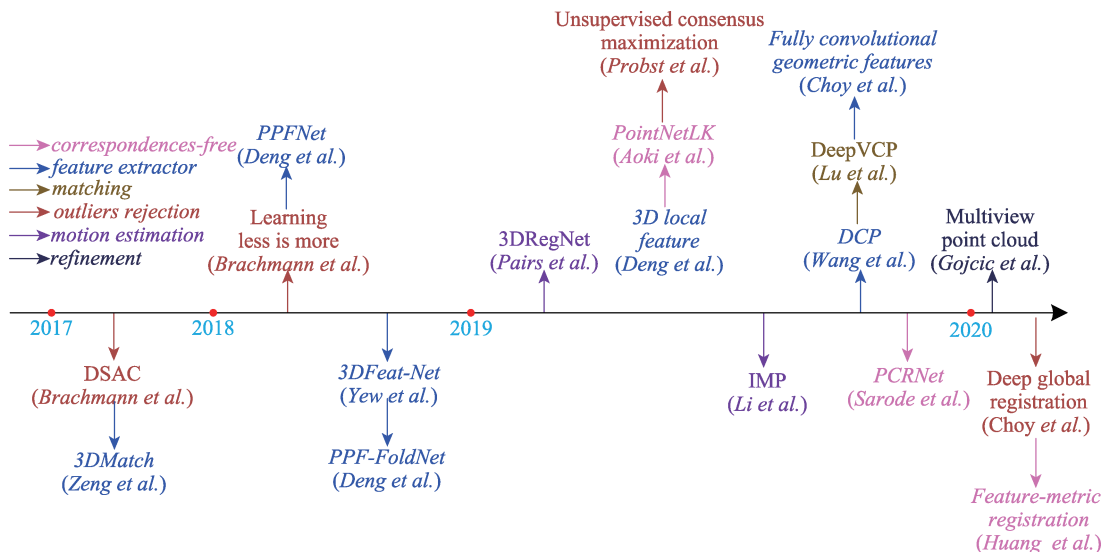 correspondences-free
feature extractor
matching
outliers rejection
motion estimation
refinement
PPFNet
(Deng et al.)
Learning
less is more
(Brachmann et al.)
3DRegNet
(Pairs et al.)
Unsupervised consensus
maximization
(Probst et al.)
PointNetLK
(Aoki et al.)
3D local
feature
(Deng et al.)
Fully convolutional
geometric features
(Choy et al.)
DeepVCP
(Lu et al.)
DCP
(Wang et al.)
Multiview
point cloud
(Gojcic et al.)
2017
2018
2019
2020
DSAC
(Brachmann et al.)
3DMatch
(Zeng et al.)
3DFeat-Net
(Yew et al.)
PPF-FoldNet
(Deng et al.)
IMP
(Li et al.)
PCRNet
(Sarode et al.)
Deep global
registration
(Choy et al.)
Feature-metric
registration
(Huang et al.)